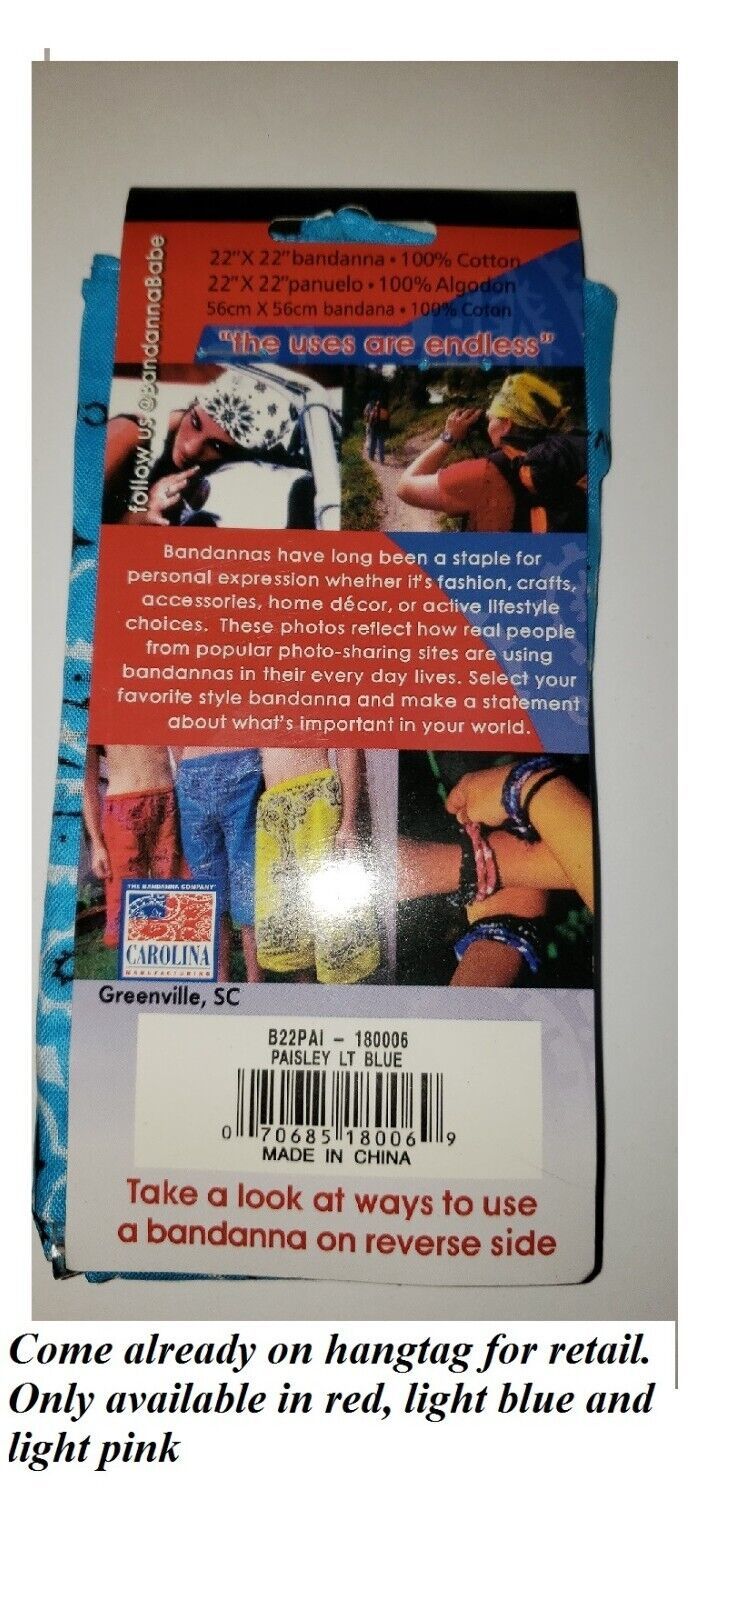 follow us @BandannaBabe
22"X 22"bandanna • 100% Cotton
22"X 22"panuelo • 100% Algodon
56cm X 56cm bandana • 100% Coton
"the uses are endless"
Bandannas have long been a staple for
personal expression whether it's fashion, crafts,
accessories, home décor, or active lifestyle
choices. These photos reflect how real people
from popular photo-sharing sites are using
bandannas in their every day lives. Select your
favorite style bandanna and make a statement
about what's important in your world.
THE BANDANNA COMPANY
CAROLINA
MANUFACTURING
Greenville, SC
B22PAI - 180006
PAISLEY LT BLUE
0 70685 18006 9
MADE IN CHINA
Take a look at ways to use
a bandanna on reverse side
Come already on hangtag for retail.
Only available in red, light blue and
light pink